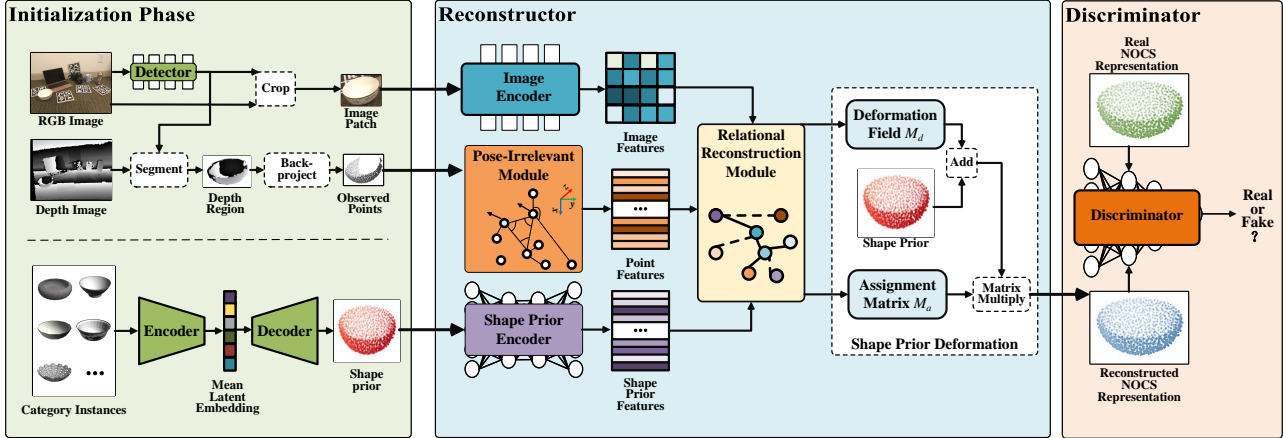 Initialization Phase
RGB Image
Detector
Crop
Image
Patch
Depth Image
Segment
Depth
Region
Back-
project
Observed
Points
Category Instances
Encoder
Mean
Latent
Embedding
Decoder
Shape
prior
Reconstructor
Image
Encoder
Image
Features
Pose-Irrelevant
Module
x
y
z
...
Point
Features
Shape Prior
Encoder
...
Shape
Prior
Features
Relational
Reconstruction
Module
Deformation
Field M_d
Add
Shape Prior
Assignment
Matrix M_a
Matrix
Multiply
Shape Prior Deformation
Discriminator
Real
NOCS
Representation
Discriminator
Real
or
Fake
?
Reconstructed
NOCS
Representation